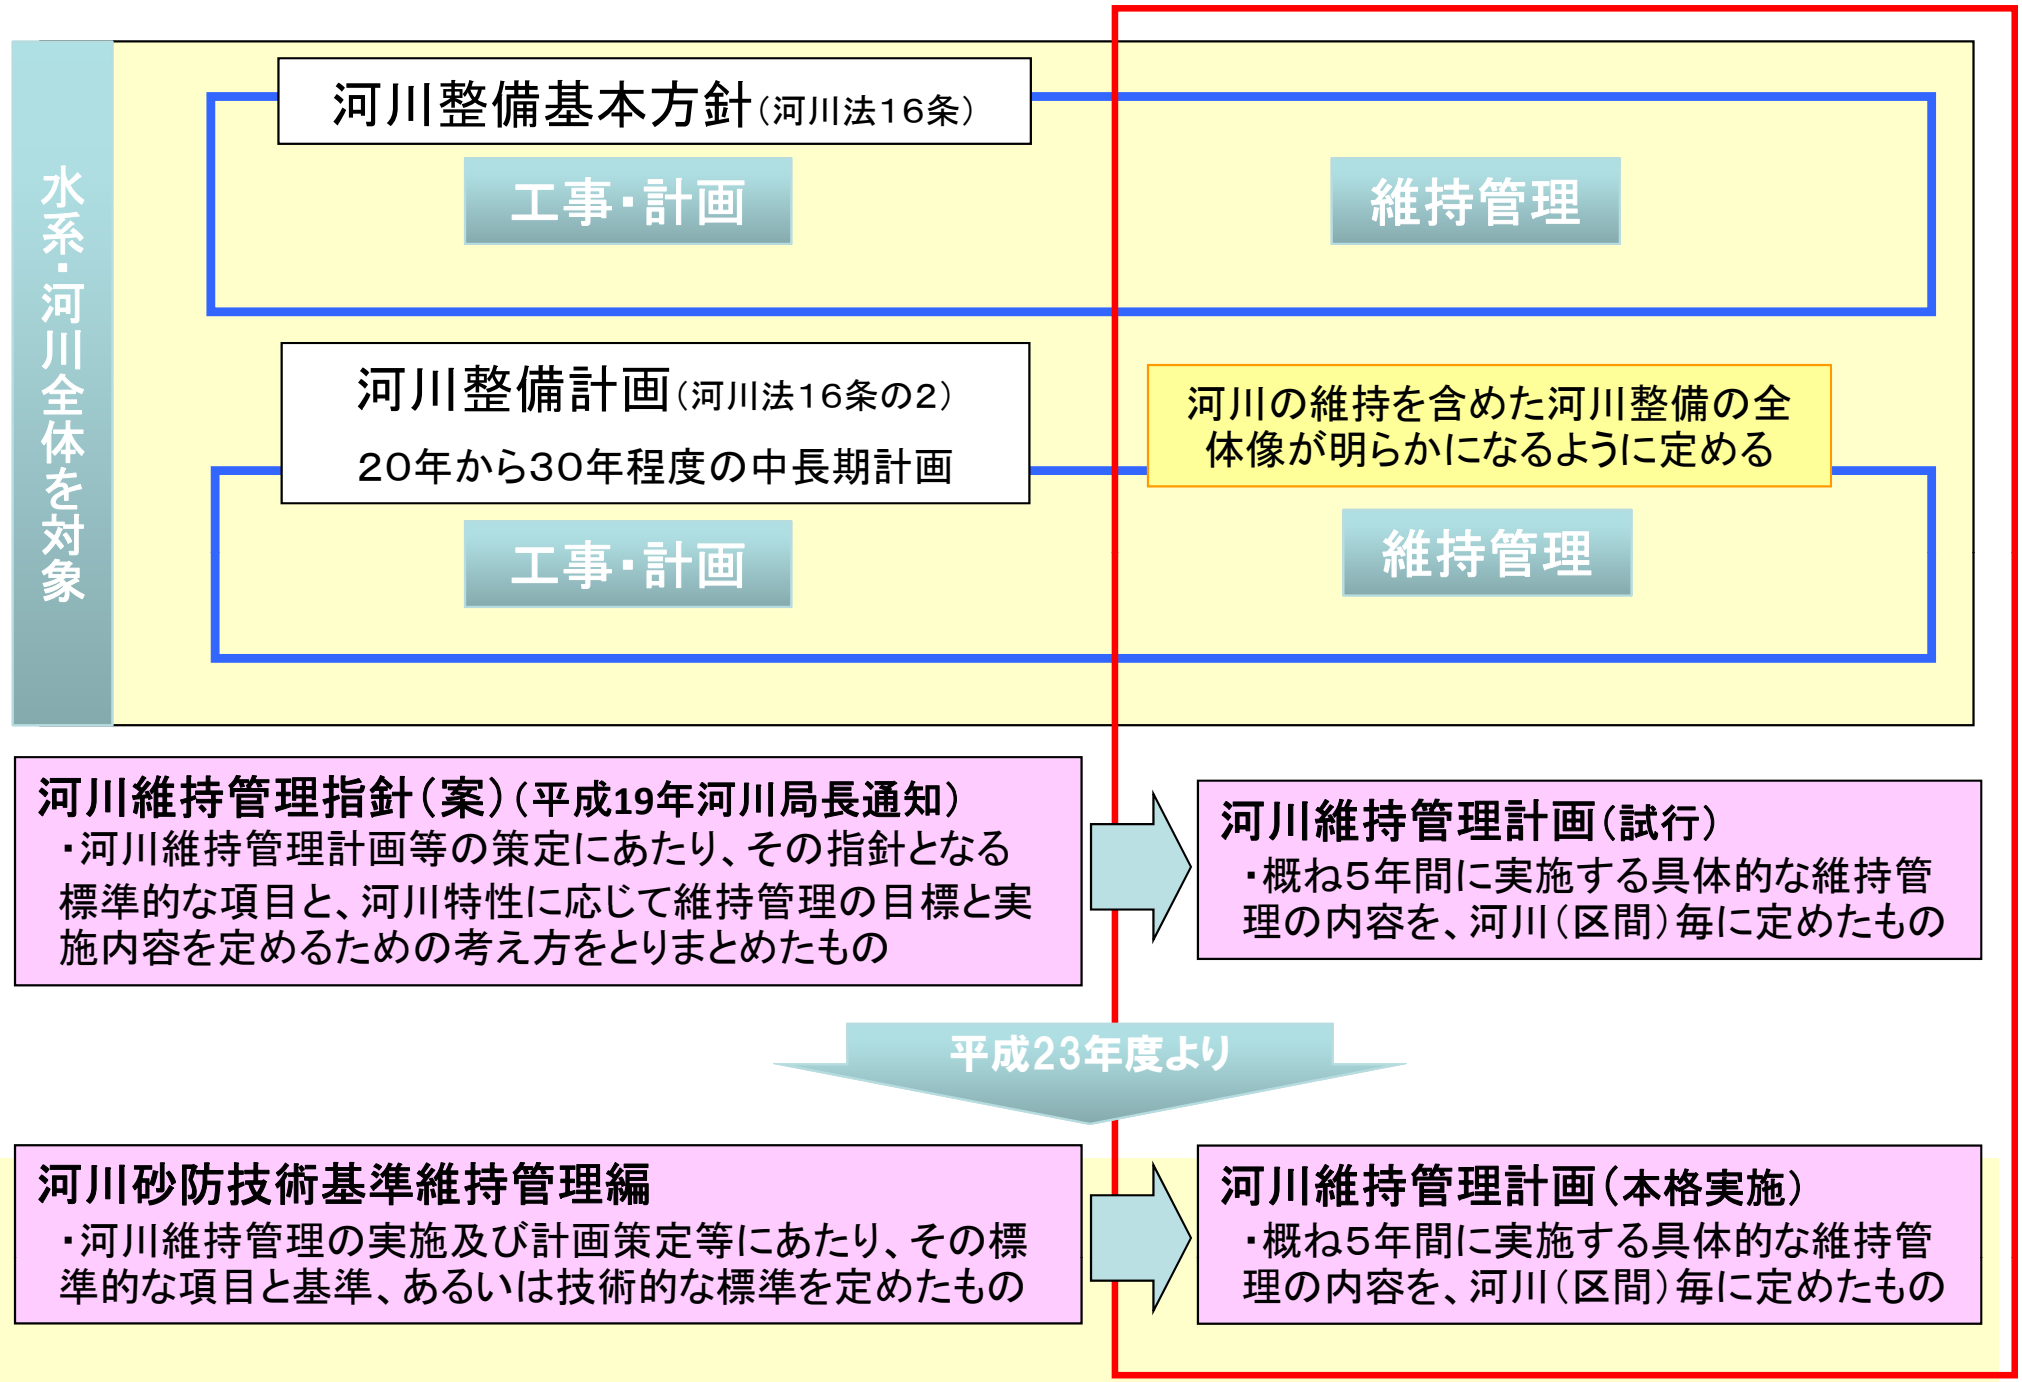 水系・河川全体を対象
河川整備基本方針（河川法１６条）
工事・計画
維持管理
河川整備計画（河川法１６条の２）
２０年から３０年程度の中長期計画
河川の維持を含めた河川整備の全
体像が明らかになるように定める
工事・計画
維持管理
河川維持管理指針（案）（平成19年河川局長通知）
・河川維持管理計画等の策定にあたり、その指針となる
標準的な項目と、河川特性に応じて維持管理の目標と実
施内容を定めるための考え方をとりまとめたもの
河川維持管理計画（試行）
・概ね５年間に実施する具体的な維持管
理の内容を、河川（区間）毎に定めたもの
平成23年度より
河川砂防技術基準維持管理編
・河川維持管理の実施及び計画策定等にあたり、その標
準的な項目と基準、あるいは技術的な標準を定めたもの
河川維持管理計画（本格実施）
・概ね５年間に実施する具体的な維持管
理の内容を、河川（区間）毎に定めたもの